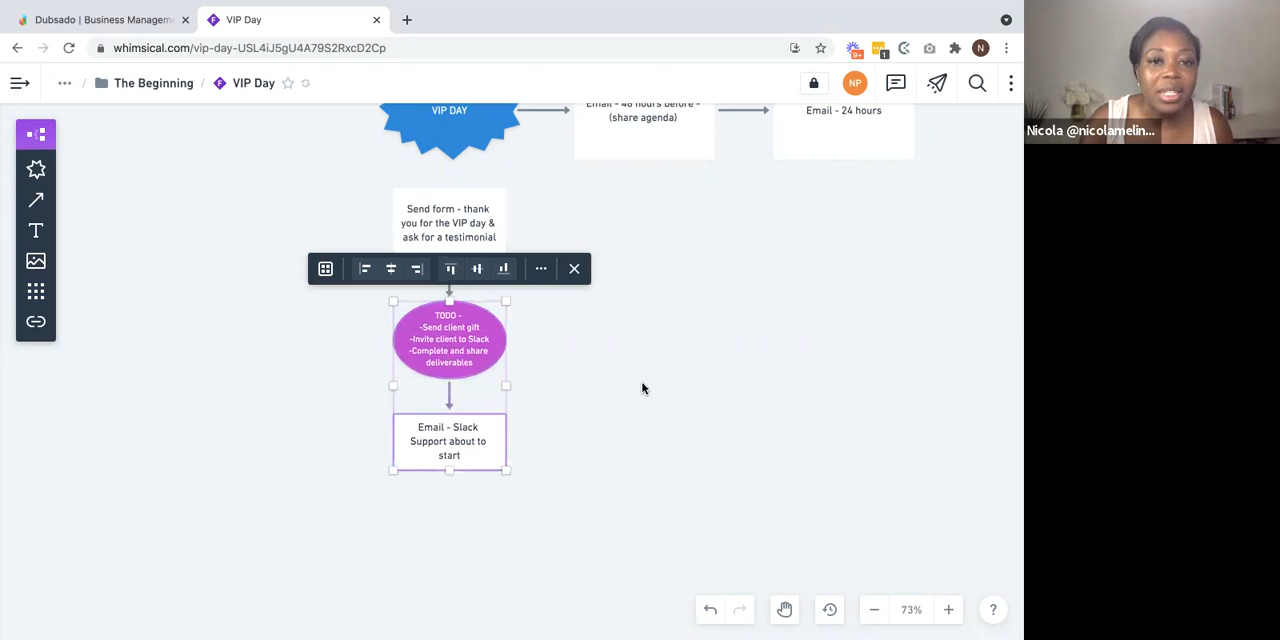 Dubsado | Business Managem
VIP Day
whimsical.com/vip-day-USL4iJ5gU4A79S2RxcD2Cp
9+
1
N
The Beginning / VIP Day
NP
VIP DAY
Email - 48 hours before -
(share agenda)
Email - 24 hours
Send form - thank
you for the VIP day &
ask for a testimonial
TODO -
-Send client gift
-Invite client to Slack
-Complete and share
deliverables
Email - Slack
Support about to
start
73%
?
Nicola @nicolamelin...